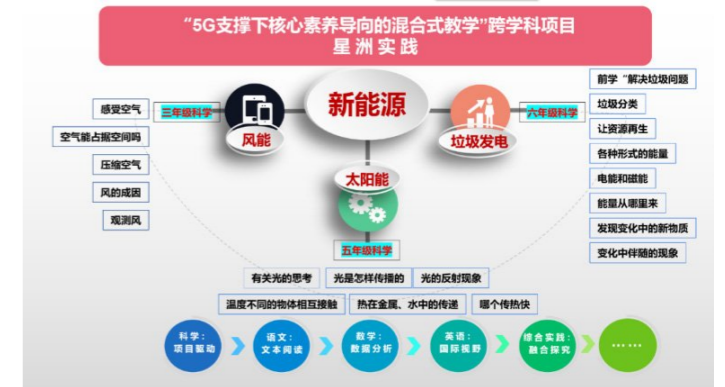 “5G支撑下核心素养导向的混合式教学”跨学科项目
星洲实践
新能源
风能
三年级科学
感受空气
空气能占据空间吗
压缩空气
风的成因
观测风
垃圾发电
六年级科学
前学“解决垃圾问题
垃圾分类
让资源再生
各种形式的能量
电能和磁能
能量从哪里来
发现变化中的新物质
变化中伴随的现象
太阳能
五年级科学
有关光的思考
光是怎样传播的
光的反射现象
温度不同的物体相互接触
热在金属、水中的传递
哪个传热快
科学：
项目驱动
语文：
文本阅读
数学：
数据分析
英语：
国际视野
综合实践：
融合探究
……